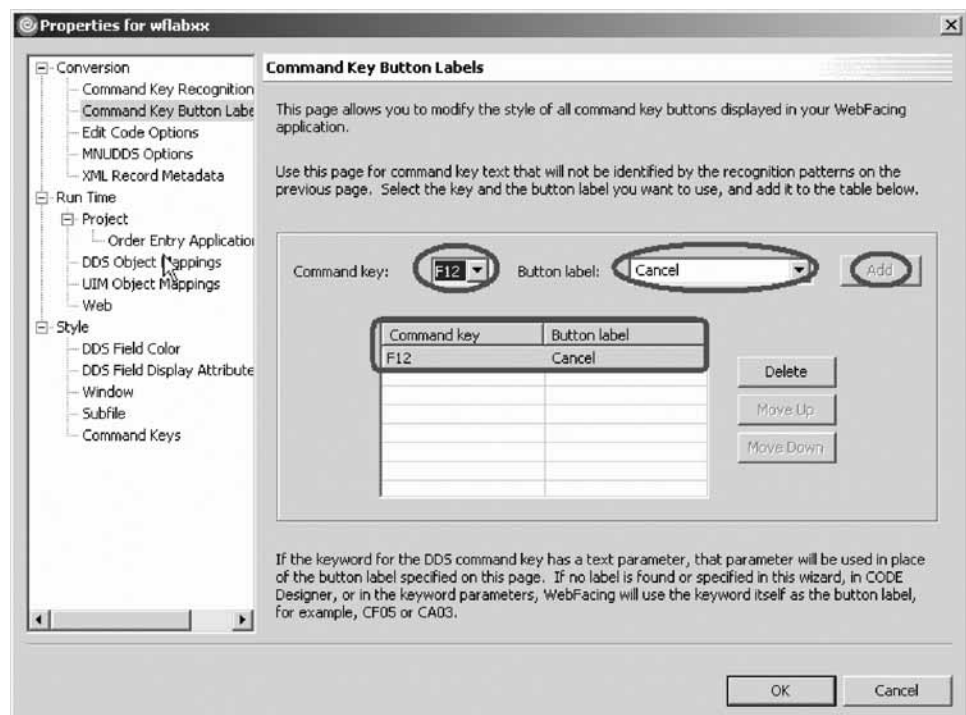 Properties for wflabxx
Conversion
Command Key Recognition
Command Key Button Labe
Edit Code Options
MNUDDS Options
XML Record Metadata
Run Time
Project
Order Entry Application
DDS Object Mappings
UIM Object Mappings
Web
Style
DDS Field Color
DDS Field Display Attribute
Window
Subfile
Command Keys
Command Key Button Labels
This page allows you to modify the style of all command key buttons displayed in your WebFacing
application.
Use this page for command key text that will not be identified by the recognition patterns on the
previous page. Select the key and the button label you want to use, and add it to the table below.
Command key: F12 Button label: Cancel Add
Command key Button label
F12 Cancel
Delete
Move Up
Move Down
If the keyword for the DDS command key has a text parameter, that parameter will be used in place
of the button label specified on this page. If no label is found or specified in this wizard, in CODE
Designer, or in the keyword parameters, WebFacing will use the keyword itself as the button label,
for example, CF05 or CA03.
OK Cancel